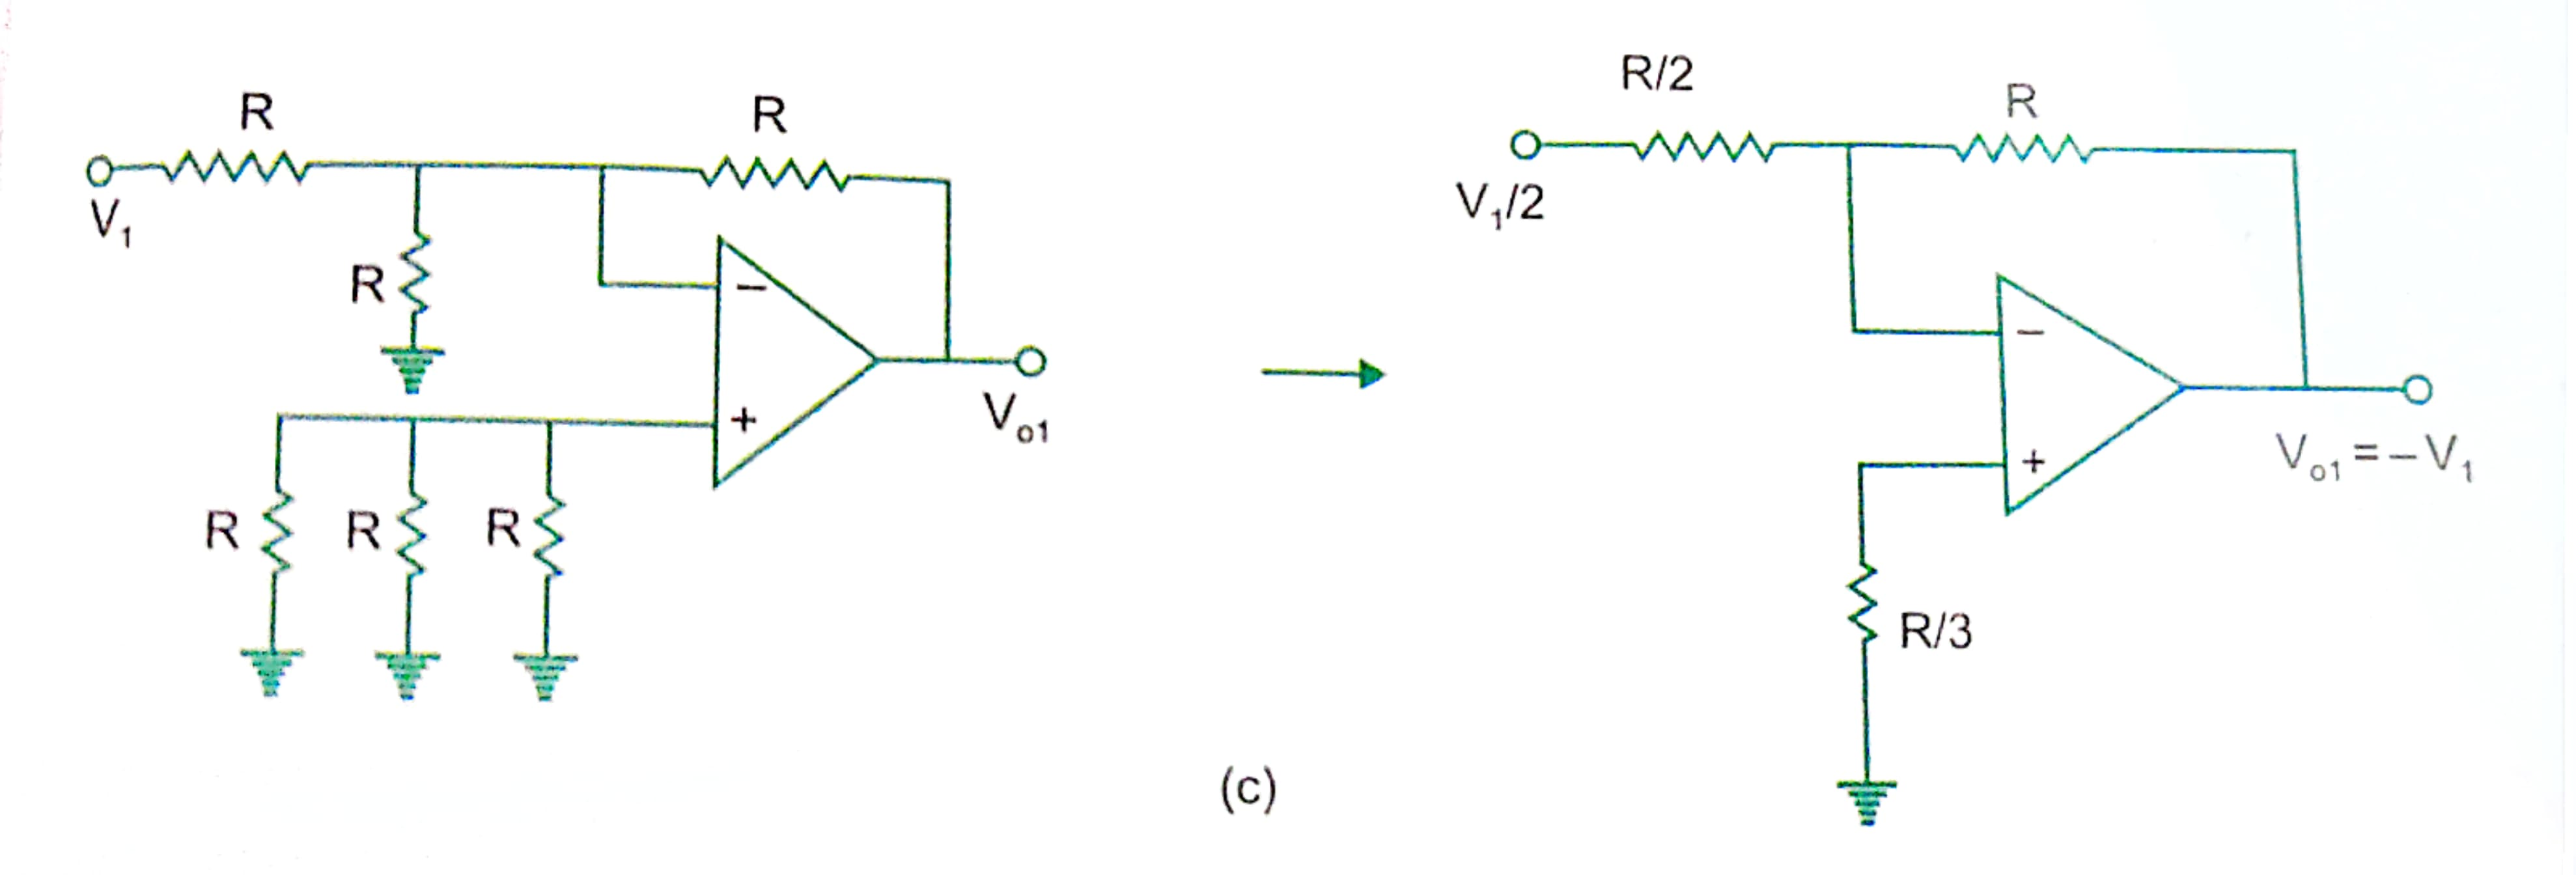 R
R
V₁
R
−
+
Vₒ₁
R
R
R
R/2
R
V₁/2
−
+
Vₒ₁ = – V₁
R/3
(c)